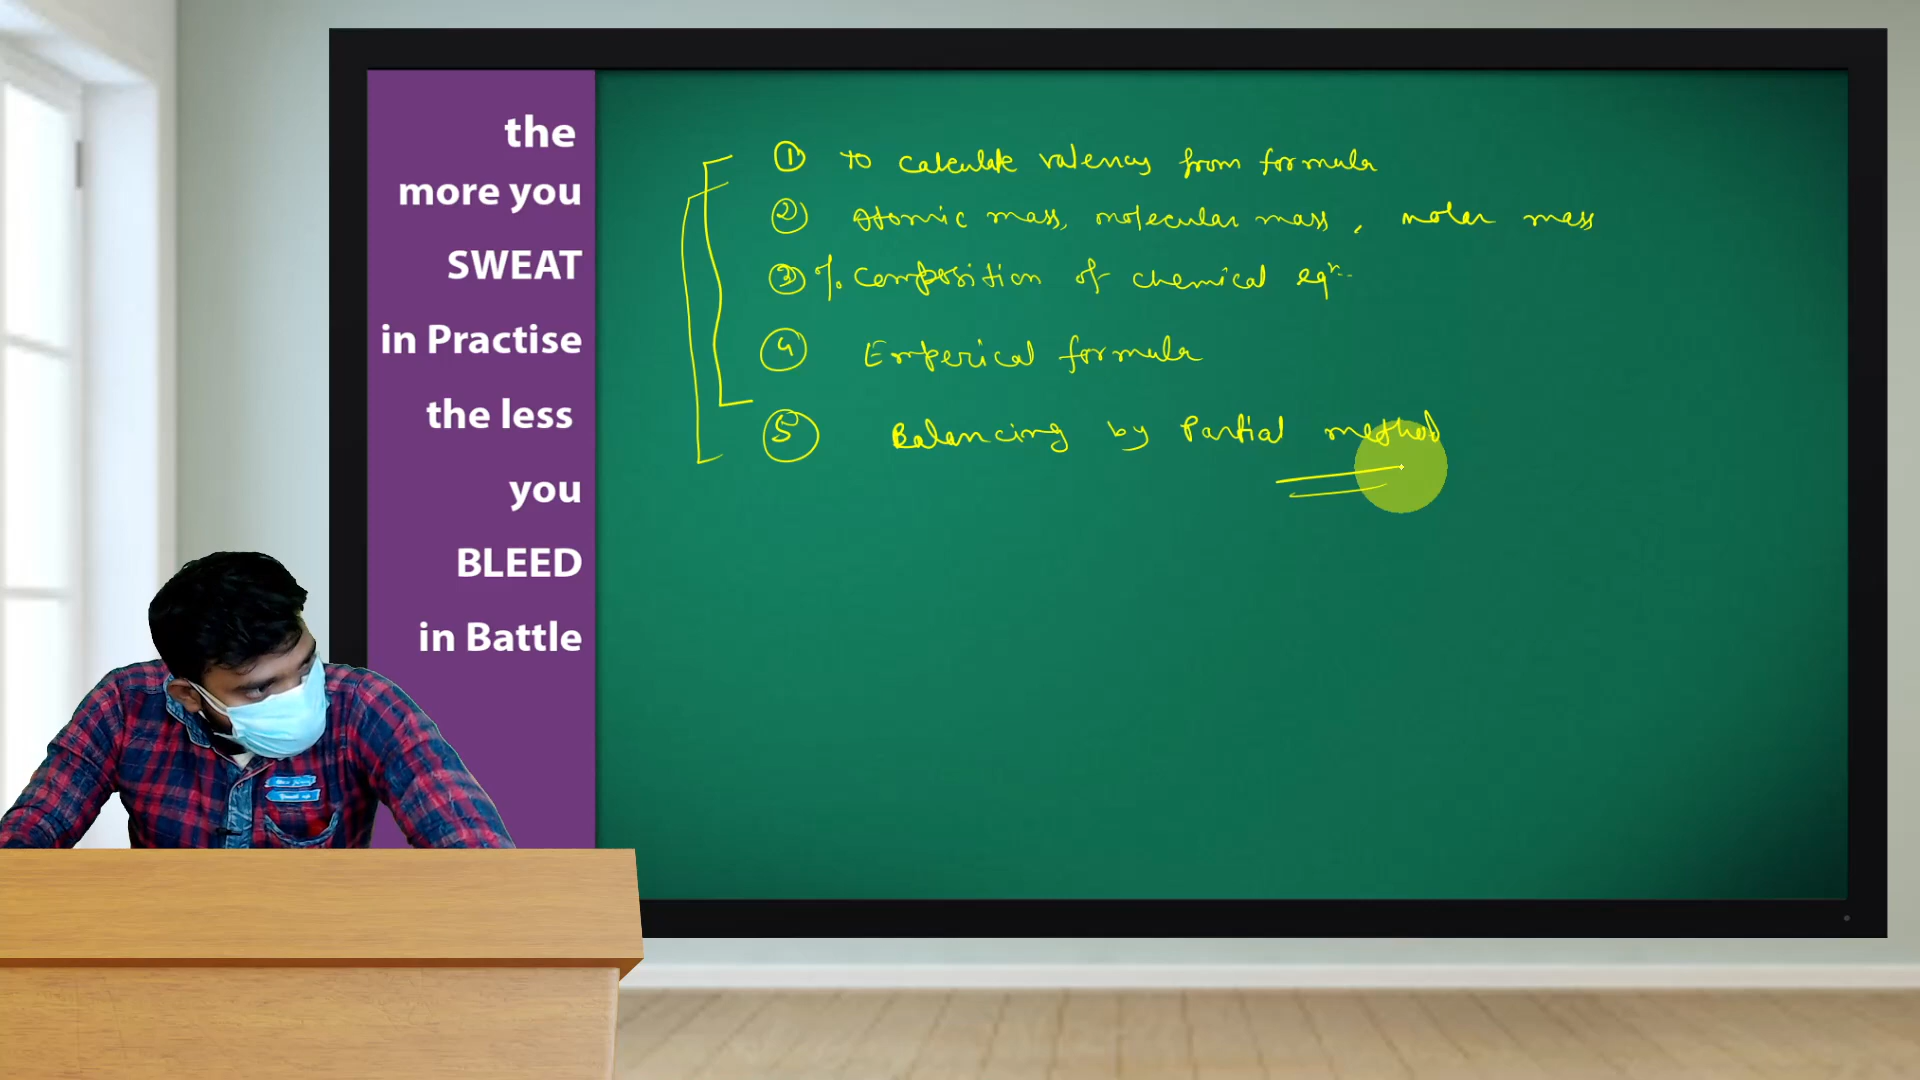 the
more you
SWEAT
in Practise
the less
you
BLEED
in Battle
① to calculate valency from formula
② Atomic mass, molecular mass, molar mass
③ % composition of chemical eqn..
④ Emperical formula
⑤ Balancing by Partial method